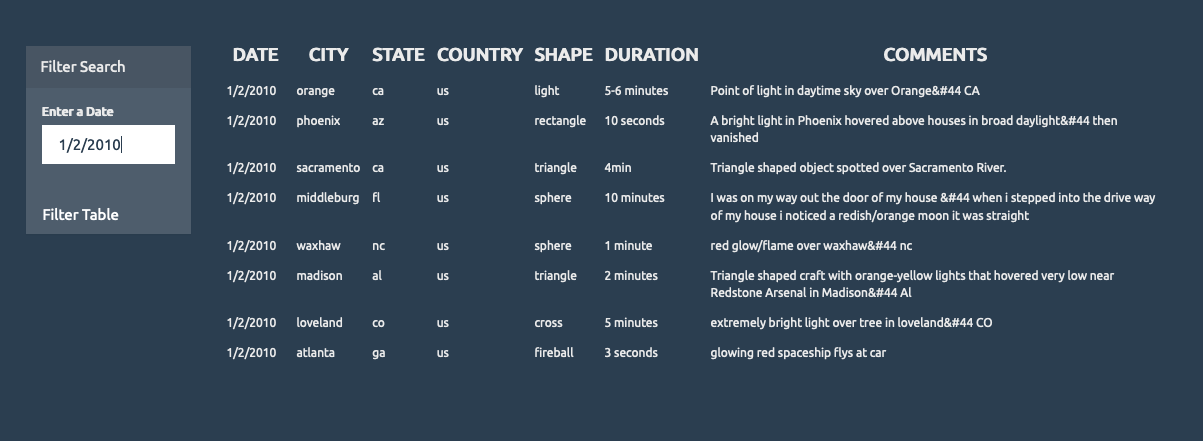 Filter Search
Enter a Date
1/2/2010
Filter Table
DATE CITY STATE COUNTRY SHAPE DURATION COMMENTS
1/2/2010 orange ca us light 5-6 minutes Point of light in daytime sky over Orange&#44 CA
1/2/2010 phoenix az us rectangle 10 seconds A bright light in Phoenix hovered above houses in broad daylight&#44 then
vanished
1/2/2010 sacramento ca us triangle 4min Triangle shaped object spotted over Sacramento River.
1/2/2010 middleburg fl us sphere 10 minutes I was on my way out the door of my house &#44 when i stepped into the drive way
of my house i noticed a redish/orange moon it was straight
1/2/2010 waxhaw nc us sphere 1 minute red glow/flame over waxhaw&#44 nc
1/2/2010 madison al us triangle 2 minutes Triangle shaped craft with orange-yellow lights that hovered very low near
Redstone Arsenal in Madison&#44 Al
1/2/2010 loveland co us cross 5 minutes extremely bright light over tree in loveland&#44 CO
1/2/2010 atlanta ga us fireball 3 seconds glowing red spaceship flys at car